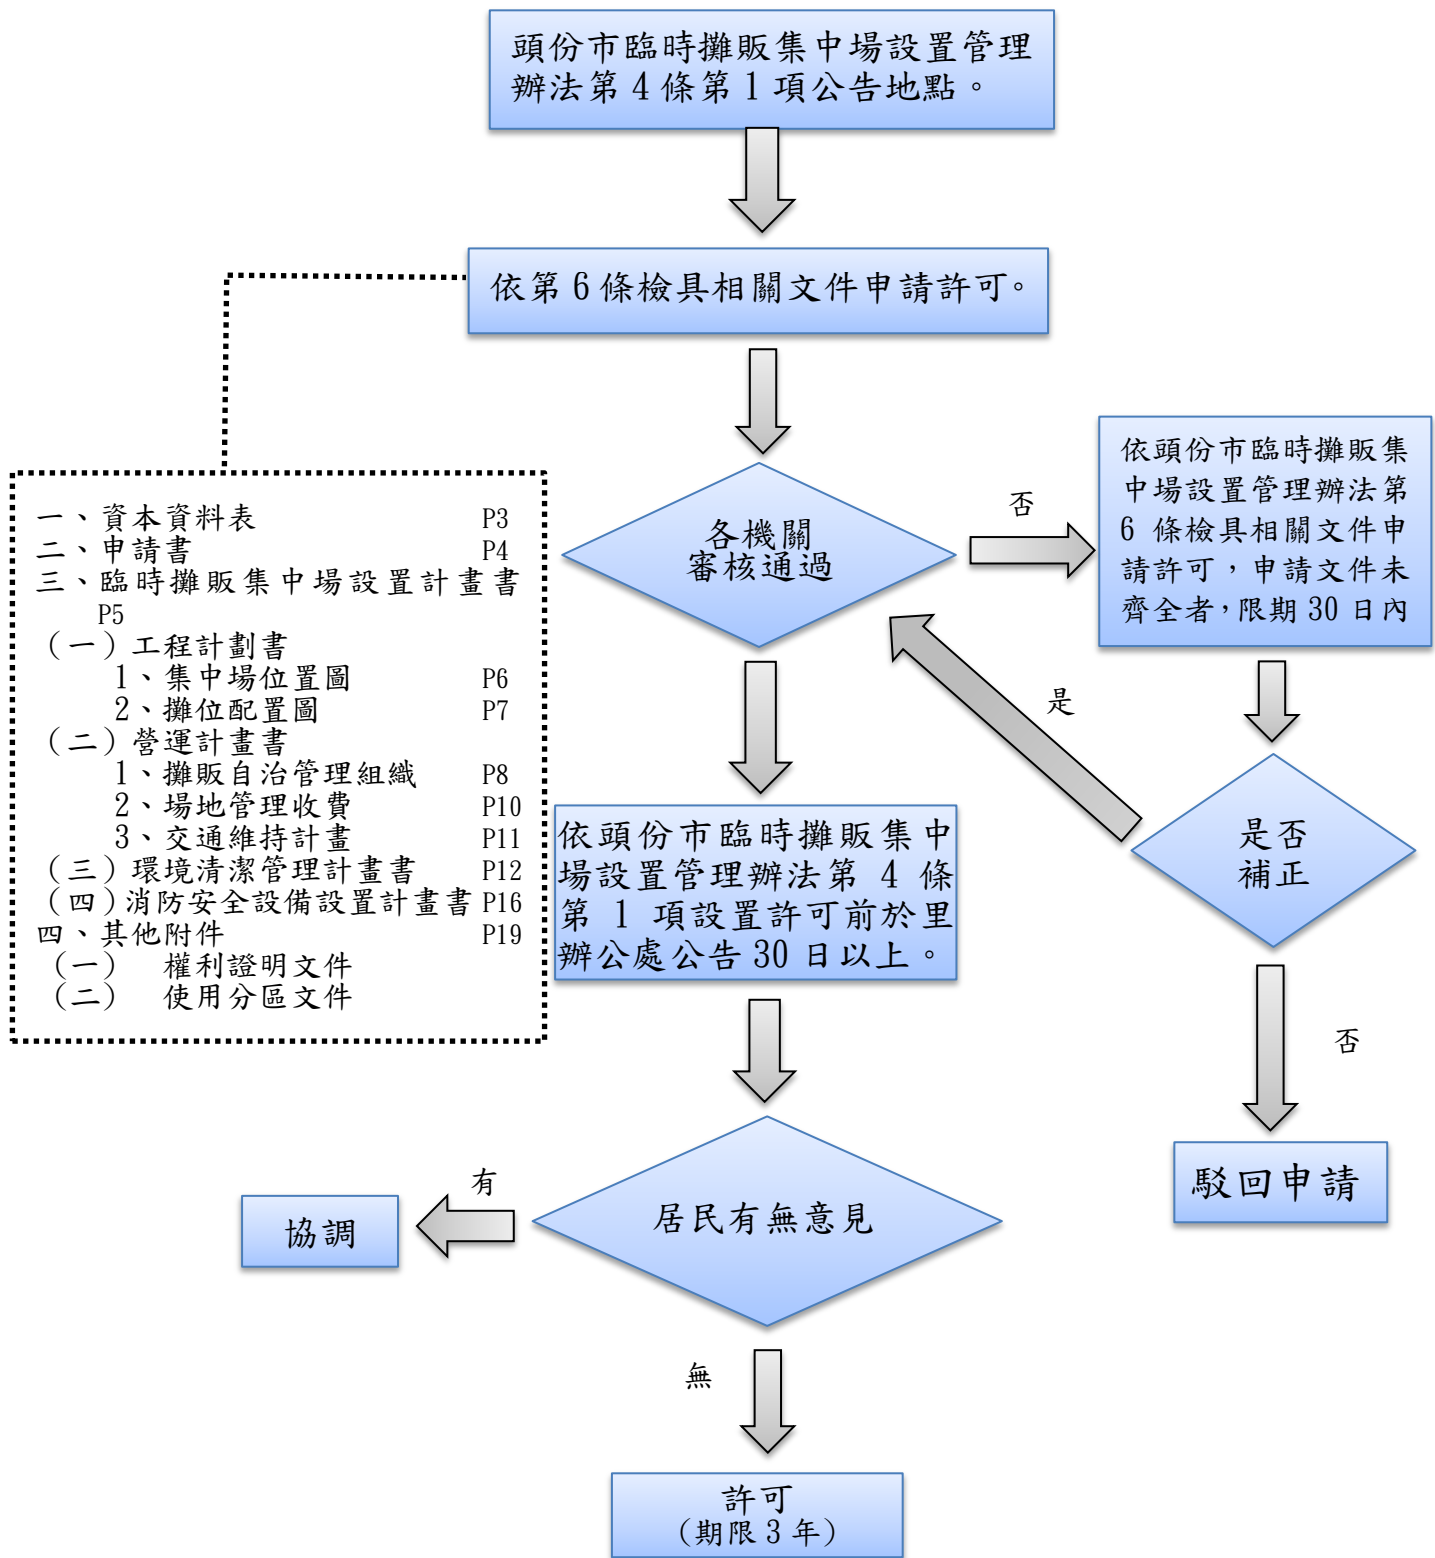 頭份市臨時攤販集中場設置管理
辦法第4條第1項公告地點。
依第6條檢具相關文件申請許可。
一、資本資料表 P3
二、申請書 P4
三、臨時攤販集中場設置計畫書
P5
（一）工程計劃書
1、集中場位置圖 P6
2、攤位配置圖 P7
（二）營運計畫書
1、攤販自治管理組織 P8
2、場地管理收費 P10
3、交通維持計畫 P11
（三）環境清潔管理計畫書 P12
（四）消防安全設備設置計畫書 P16
四、其他附件 P19
（一） 權利證明文件
（二） 使用分區文件
各機關
審核通過
否
依頭份市臨時攤販集
中場設置管理辦法第
6 條檢具相關文件申
請許可，申請文件未
齊全者，限期30日內
是
是否
補正
否
駁回申請
依頭份市臨時攤販集中
場設置管理辦法第 4 條
第 1 項設置許可前於里
辦公處公告30日以上。
居民有無意見
有
協調
無
許可
（期限3年）